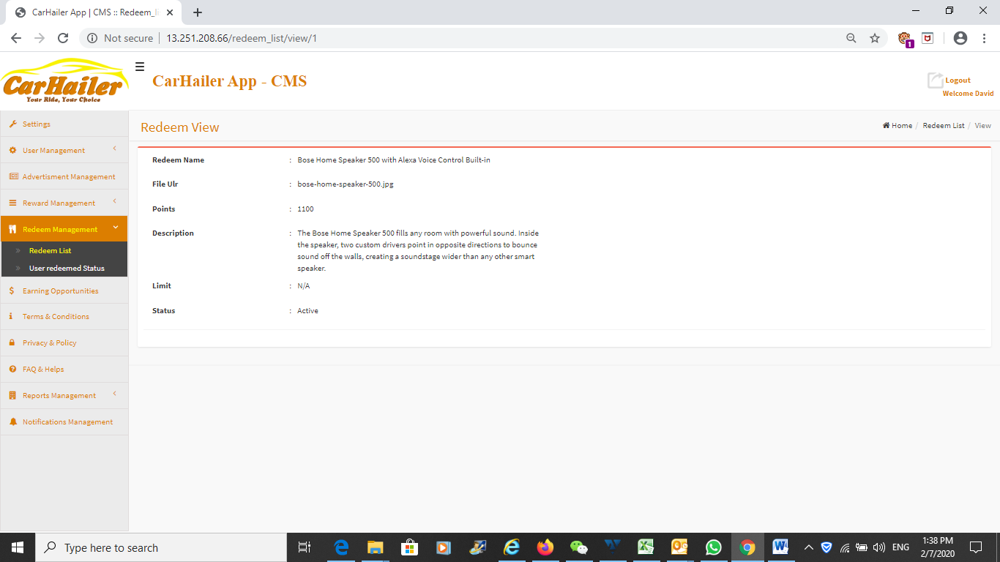 CarHailer App | CMS :: Redeem_li
Not secure
13.251.208.66/redeem_list/view/1
1
CarHailer
Your Ride, Your Choice
CarHailer App - CMS
Logout
Welcome David
Settings
User Management
Advertisment Management
Reward Management
Redeem Management
Redeem List
User redeemed Status
Earning Opportunities
Terms & Conditions
Privacy & Policy
FAQ & Helps
Reports Management
Notifications Management
Redeem View
Home / Redeem List / View
Redeem Name : Bose Home Speaker 500 with Alexa Voice Control Built-in
File Ulr : bose-home-speaker-500.jpg
Points : 1100
Description : The Bose Home Speaker 500 fills any room with powerful sound. Inside
the speaker, two custom drivers point in opposite directions to bounce
sound off the walls, creating a soundstage wider than any other smart
speaker.
Limit : N/A
Status : Active
Type here to search
ENG
1:38 PM
2/7/2020